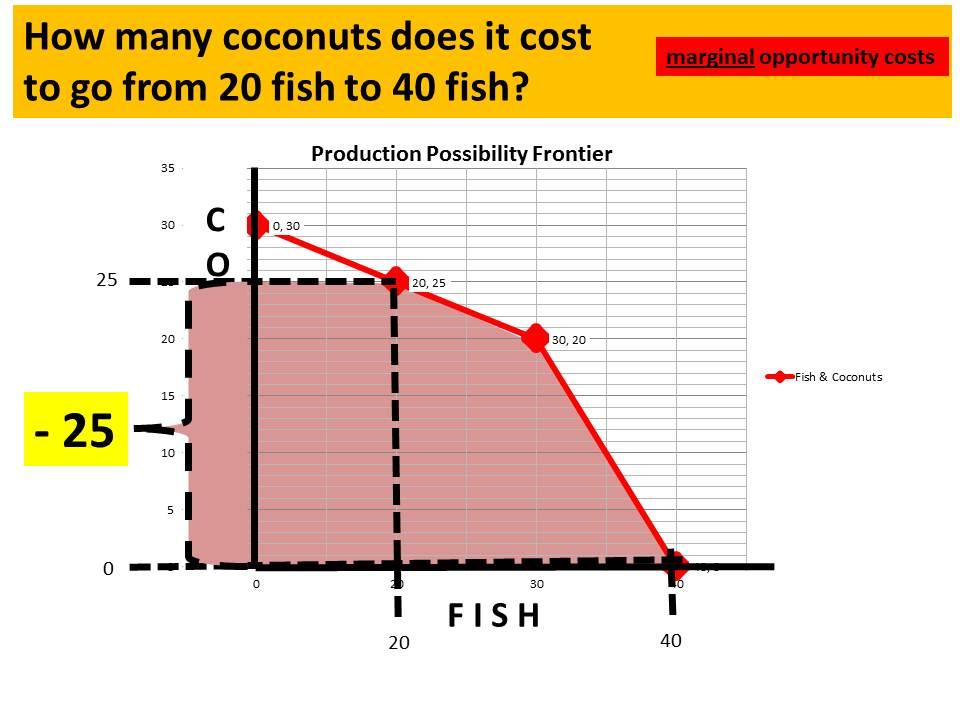 How many coconuts does it cost
to go from 20 fish to 40 fish?
marginal opportunity costs
Production Possibility Frontier
35
30
C
O
0, 30
25
20, 25
20
30, 20
15
- 25
10
5
0
Fish & Coconuts
0
20
30
40
F I S H
20
40